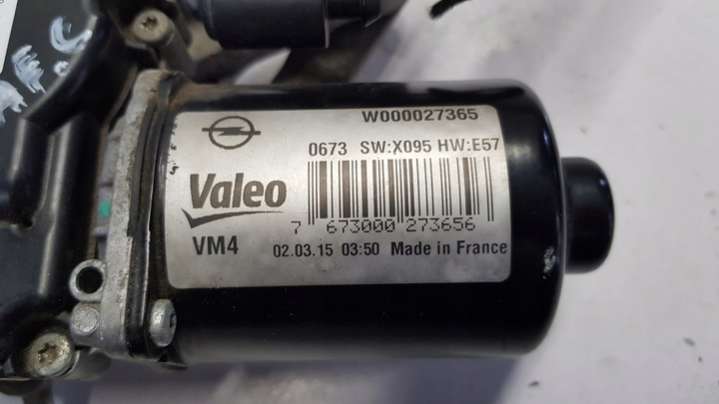 W000027365
0673 SW:X095 HW:E57
Valeo
7 673000 273656
VM4 02.03.15 03:50 Made in France